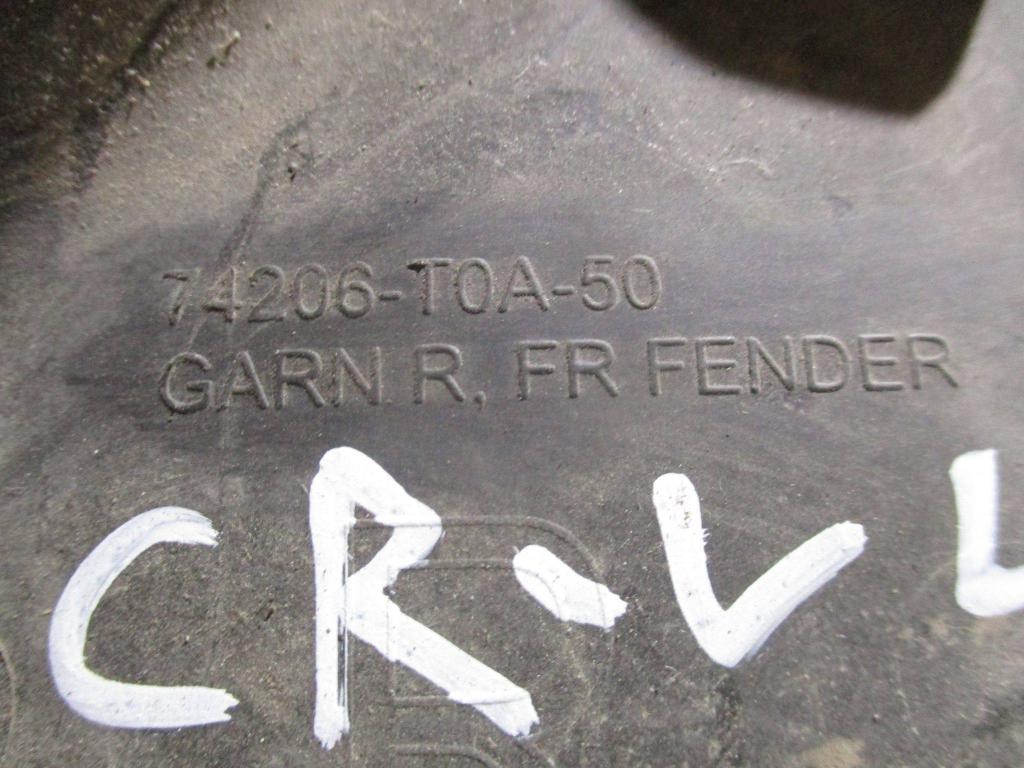 74206-T0A-50
GARN R, FR FENDER
CR-V